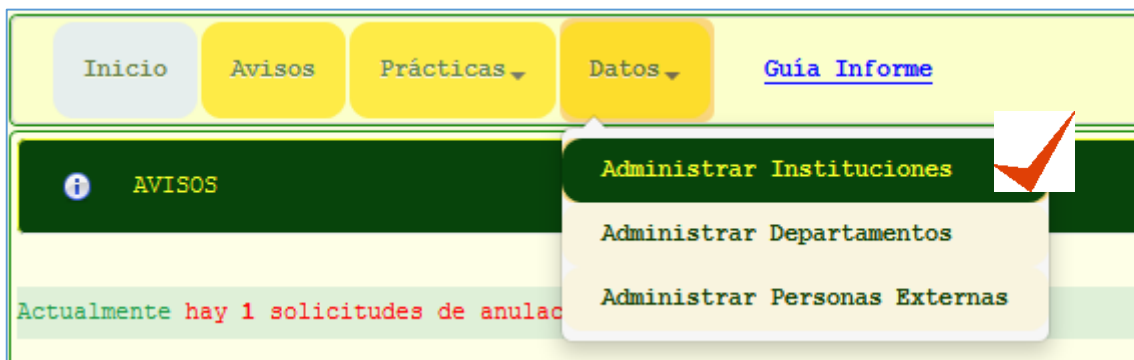 Inicio Avisos Prácticas Datos Guía Informe
AVISOS
Administrar Instituciones
Administrar Departamentos
Administrar Personas Externas
Actualmente hay 1 solicitudes de anulac